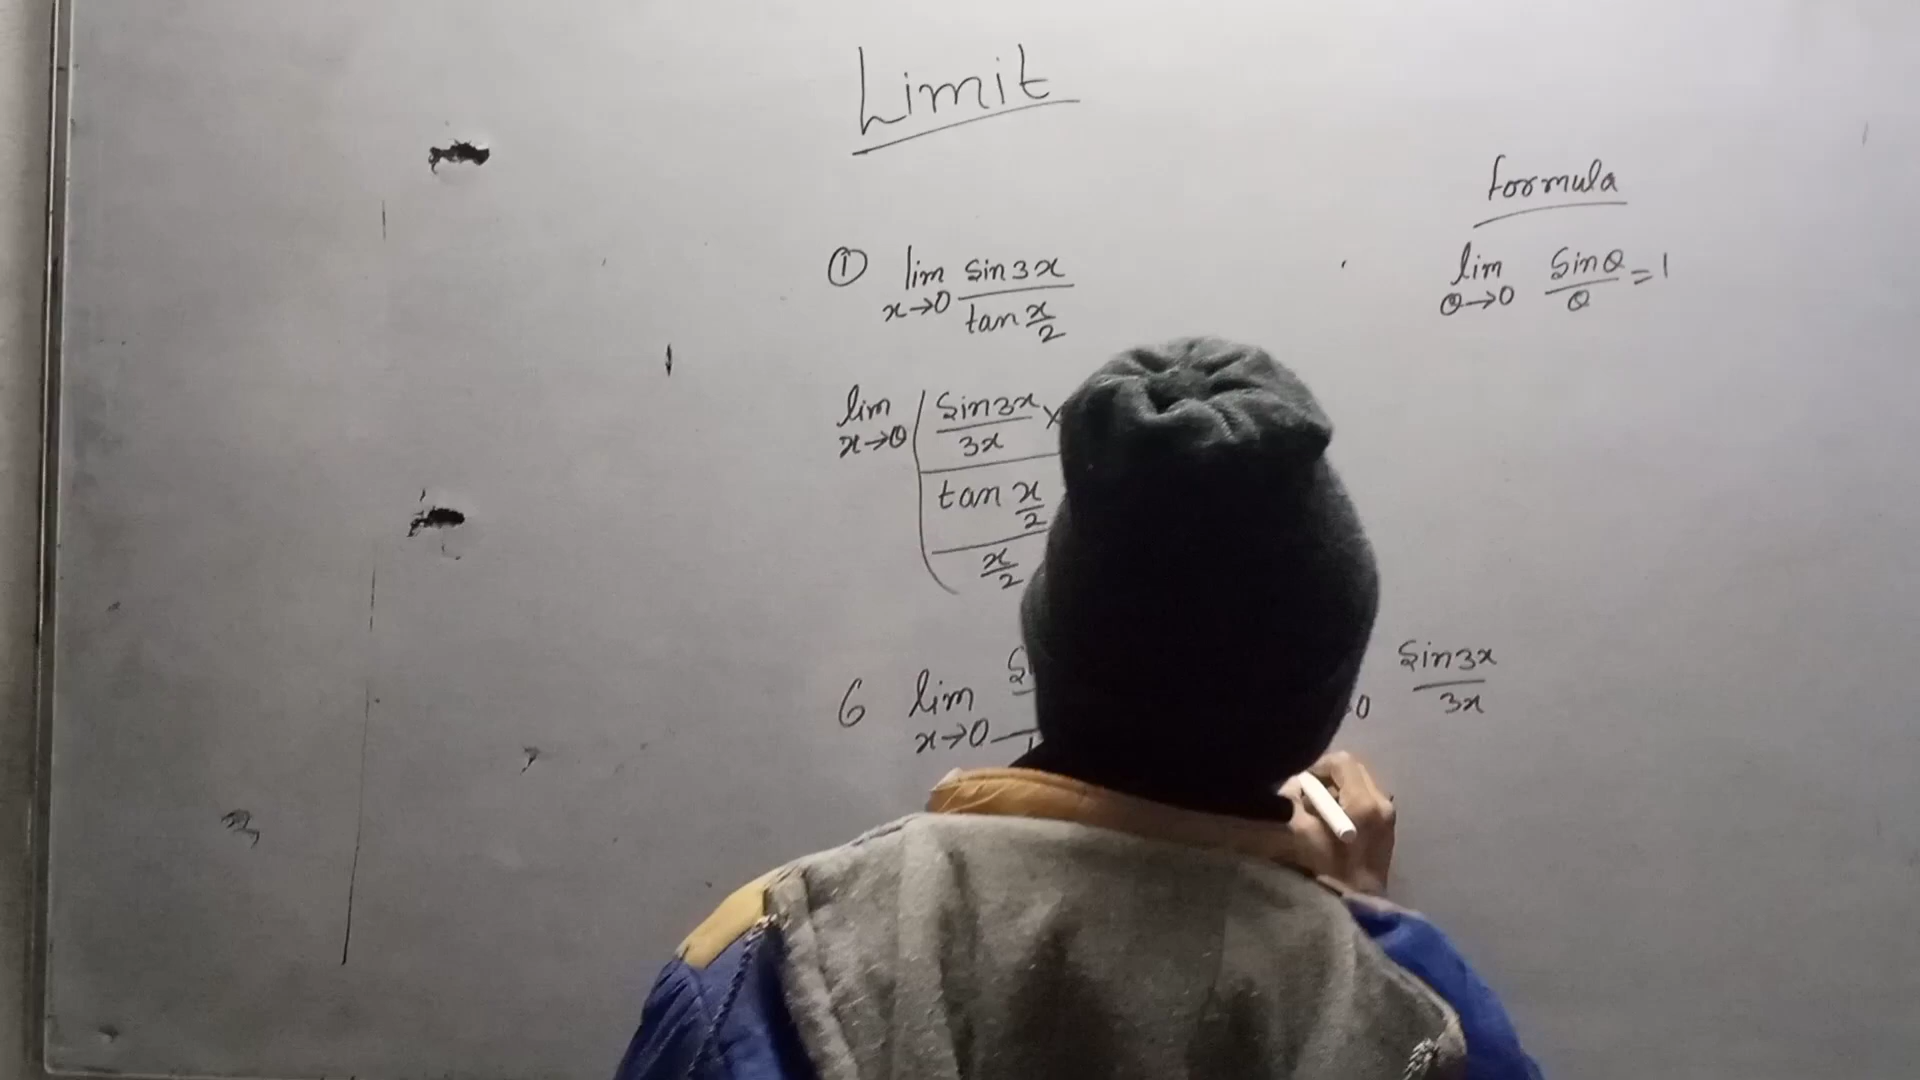 Limit
Formula
lim θ→0 Sinθ/θ = 1
① lim x→0 Sin3x/tan x/2
lim x→0 ( Sin3x/3x ×
tan x/2
x/2
6 lim x→0
0 Sin3x/3x